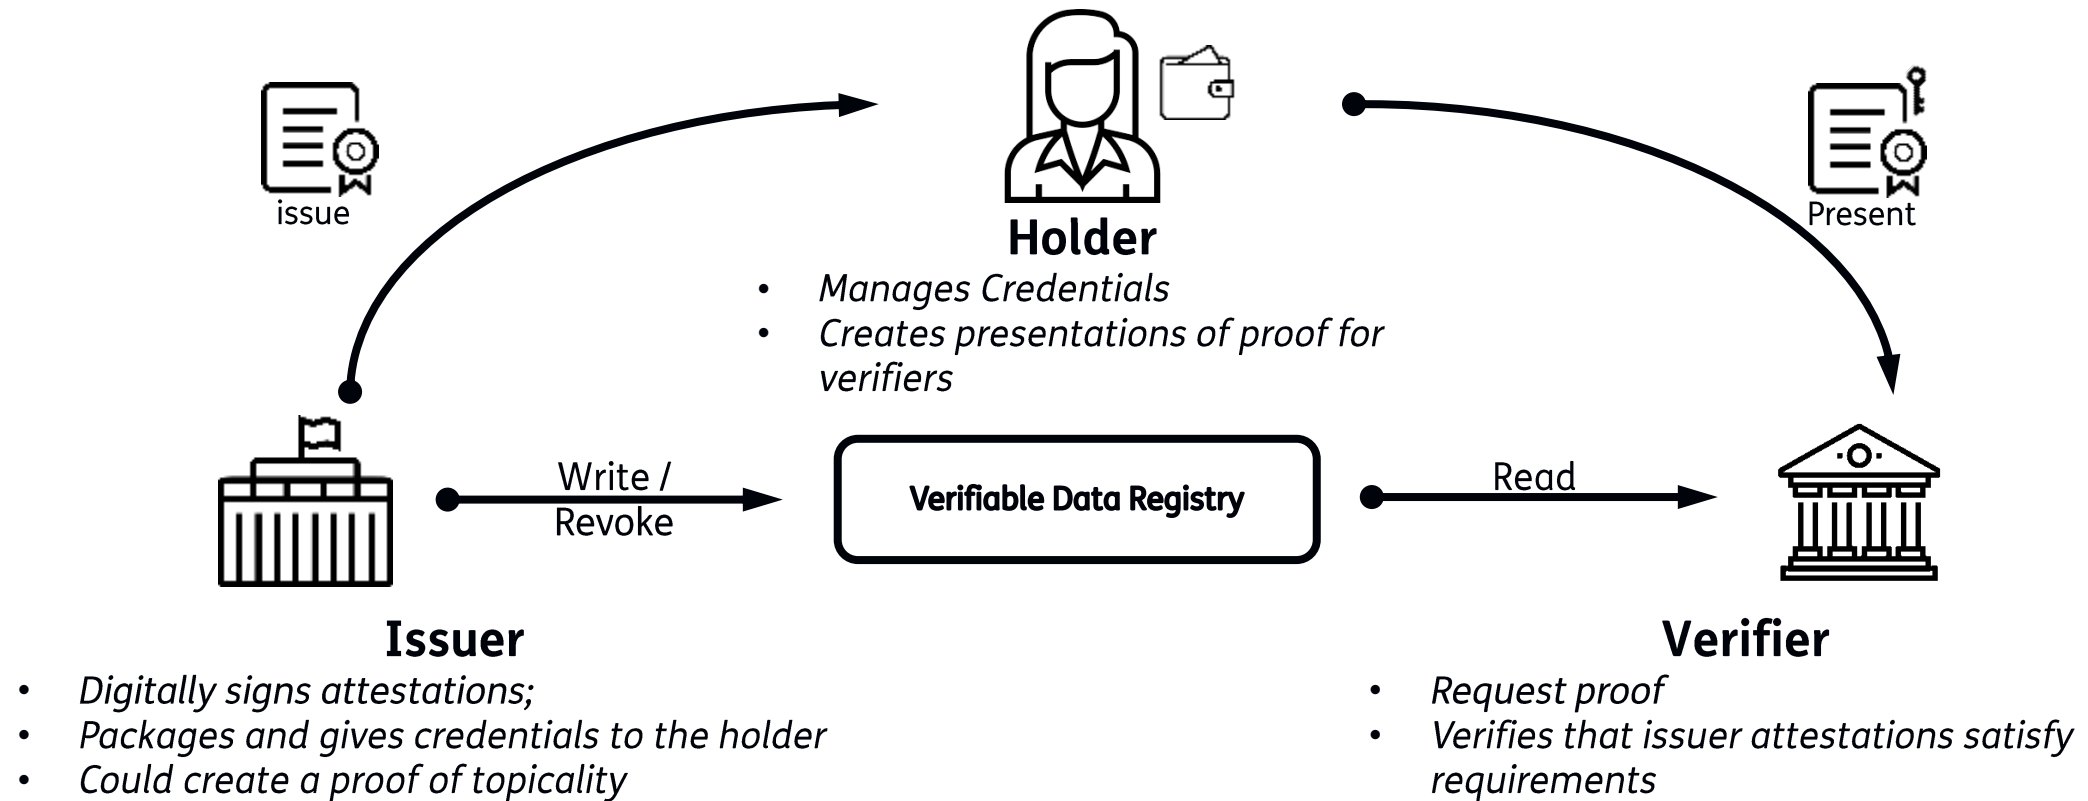 issue
Present
Holder
• Manages Credentials
• Creates presentations of proof for
verifiers
Write /
Revoke
Verifiable Data Registry
Read
Issuer
• Digitally signs attestations;
• Packages and gives credentials to the holder
• Could create a proof of topicality
Verifier
• Request proof
• Verifies that issuer attestations satisfy
requirements